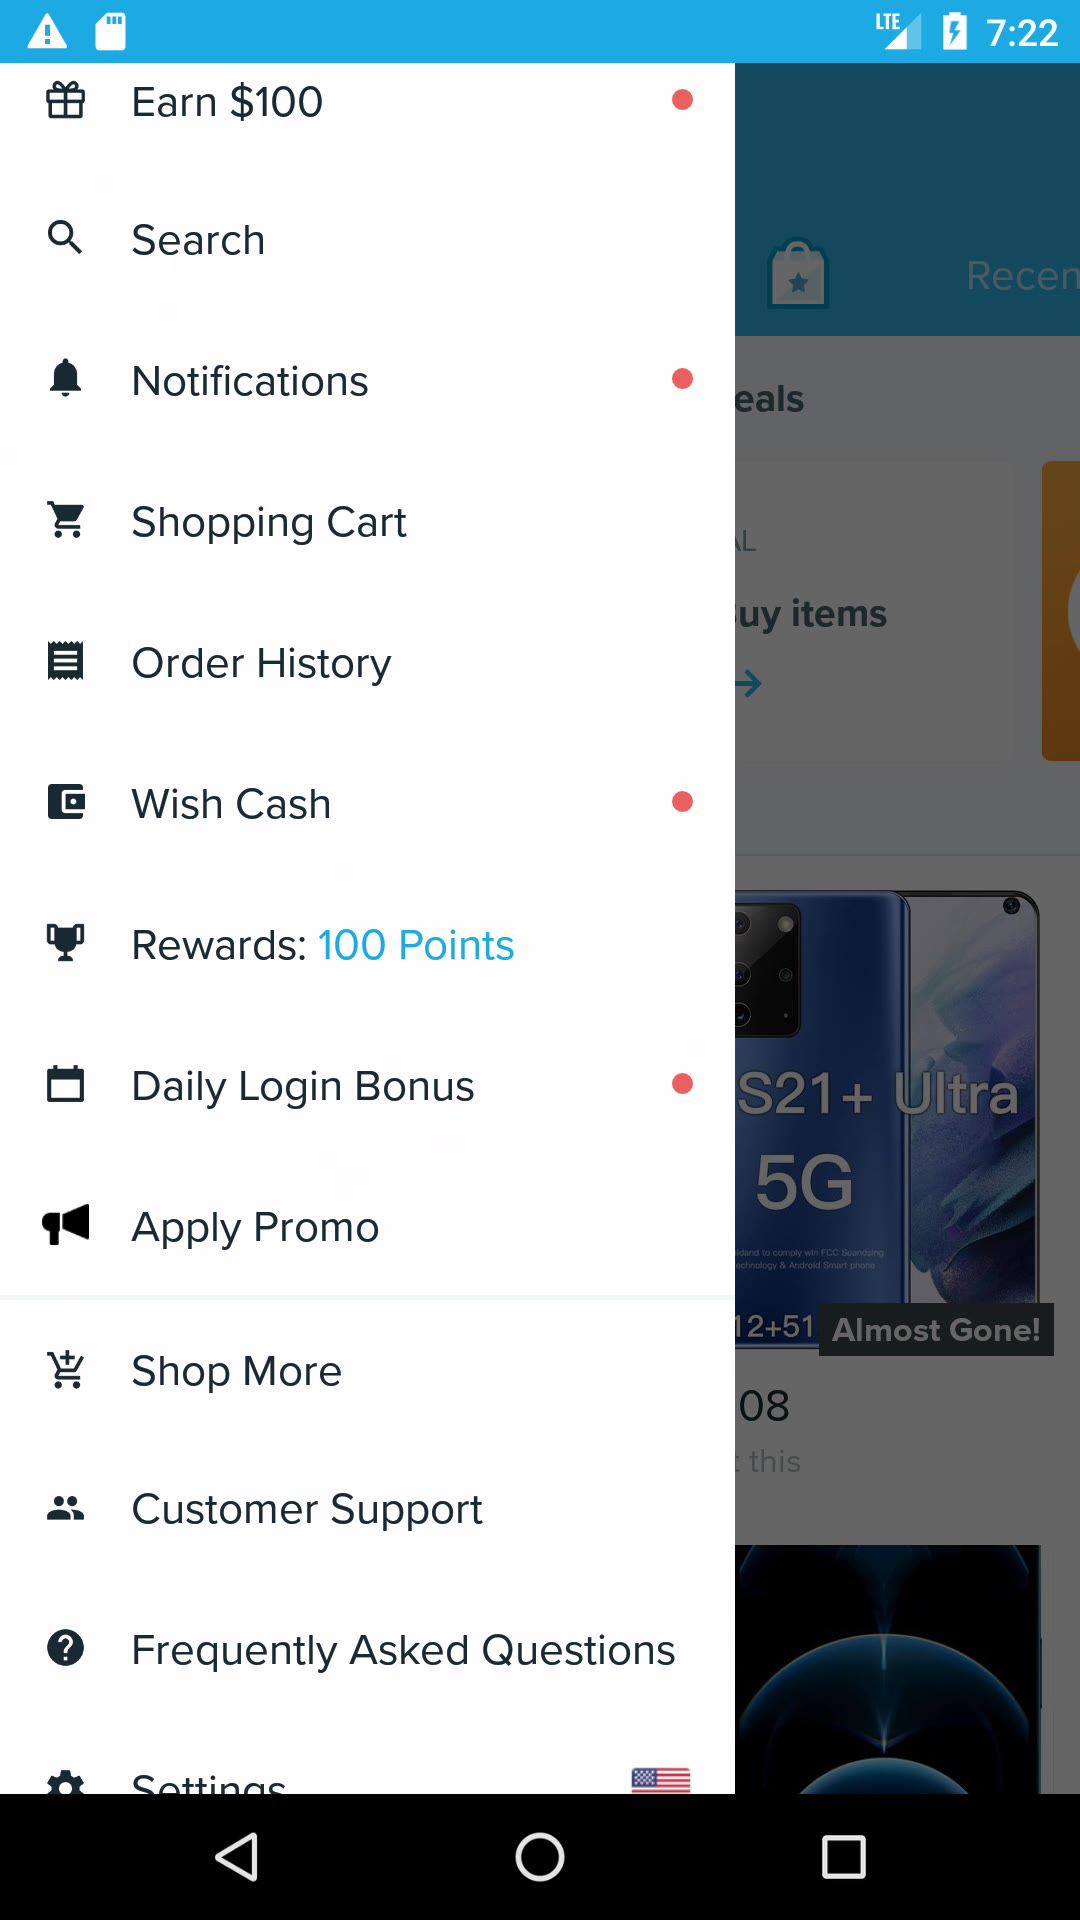 LTE 7:22
Earn $100
Search
Recen
Notifications
eals
Shopping Cart
AL
uy items
Order History
Wish Cash
Rewards: 100 Points
Daily Login Bonus
S21+ Ultra
5G
Apply Promo
12+51
Almost Gone!
Shop More
08
t this
Customer Support
Frequently Asked Questions
Settings